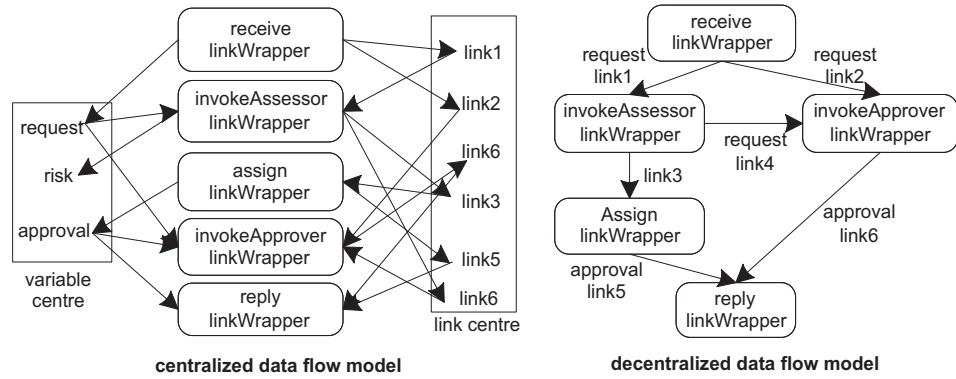 receive
linkWrapper
invokeAssessor
linkWrapper
assign
linkWrapper
invokeApprover
linkWrapper
reply
linkWrapper
request
risk
approval
variable
centre
link1
link2
link6
link3
link5
link6
link centre
centralized data flow model
receive
linkWrapper
request
link1
request
link2
invokeAssessor
linkWrapper
request
link4
invokeApprover
linkWrapper
link3
Assign
linkWrapper
approval
link6
approval
link5
reply
linkWrapper
decentralized data flow model